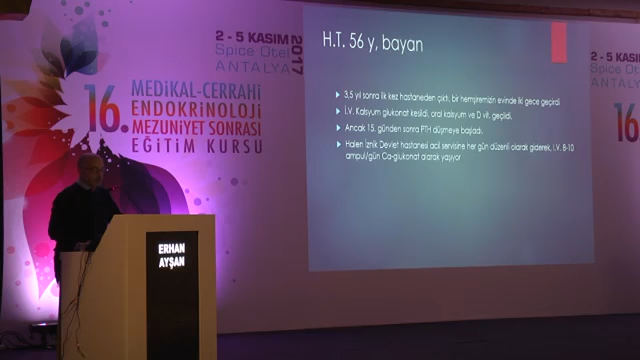 2 - 5 KASIM
Spice Otel
ANTALYA
2017
16.
MEDİKAL-CERRAHİ
ENDOKRİNOLOJİ
MEZUNİYET SONRASI
EĞİTİM KURSU
H.T. 56 y, bayan
3,5 yıl sonra ilk kez hastaneden çıktı, bir hemşiremizin evinde iki gece geçirdi
İ.V. Kalsyum glukonat kesildi, oral kalsyum ve D vit. geçildi.
Ancak 15. günden sonra PTH düşmeye başladı.
Halen İznik Devlet hastanesi acil servisine her gün düzenli olarak giderek, İ.V. 8-10
ampul/gün Ca-glukonat alarak yaşıyor
2 - 5 KASIM
Spice Otel
ANTALYA
16
ERHAN
AYŞAN